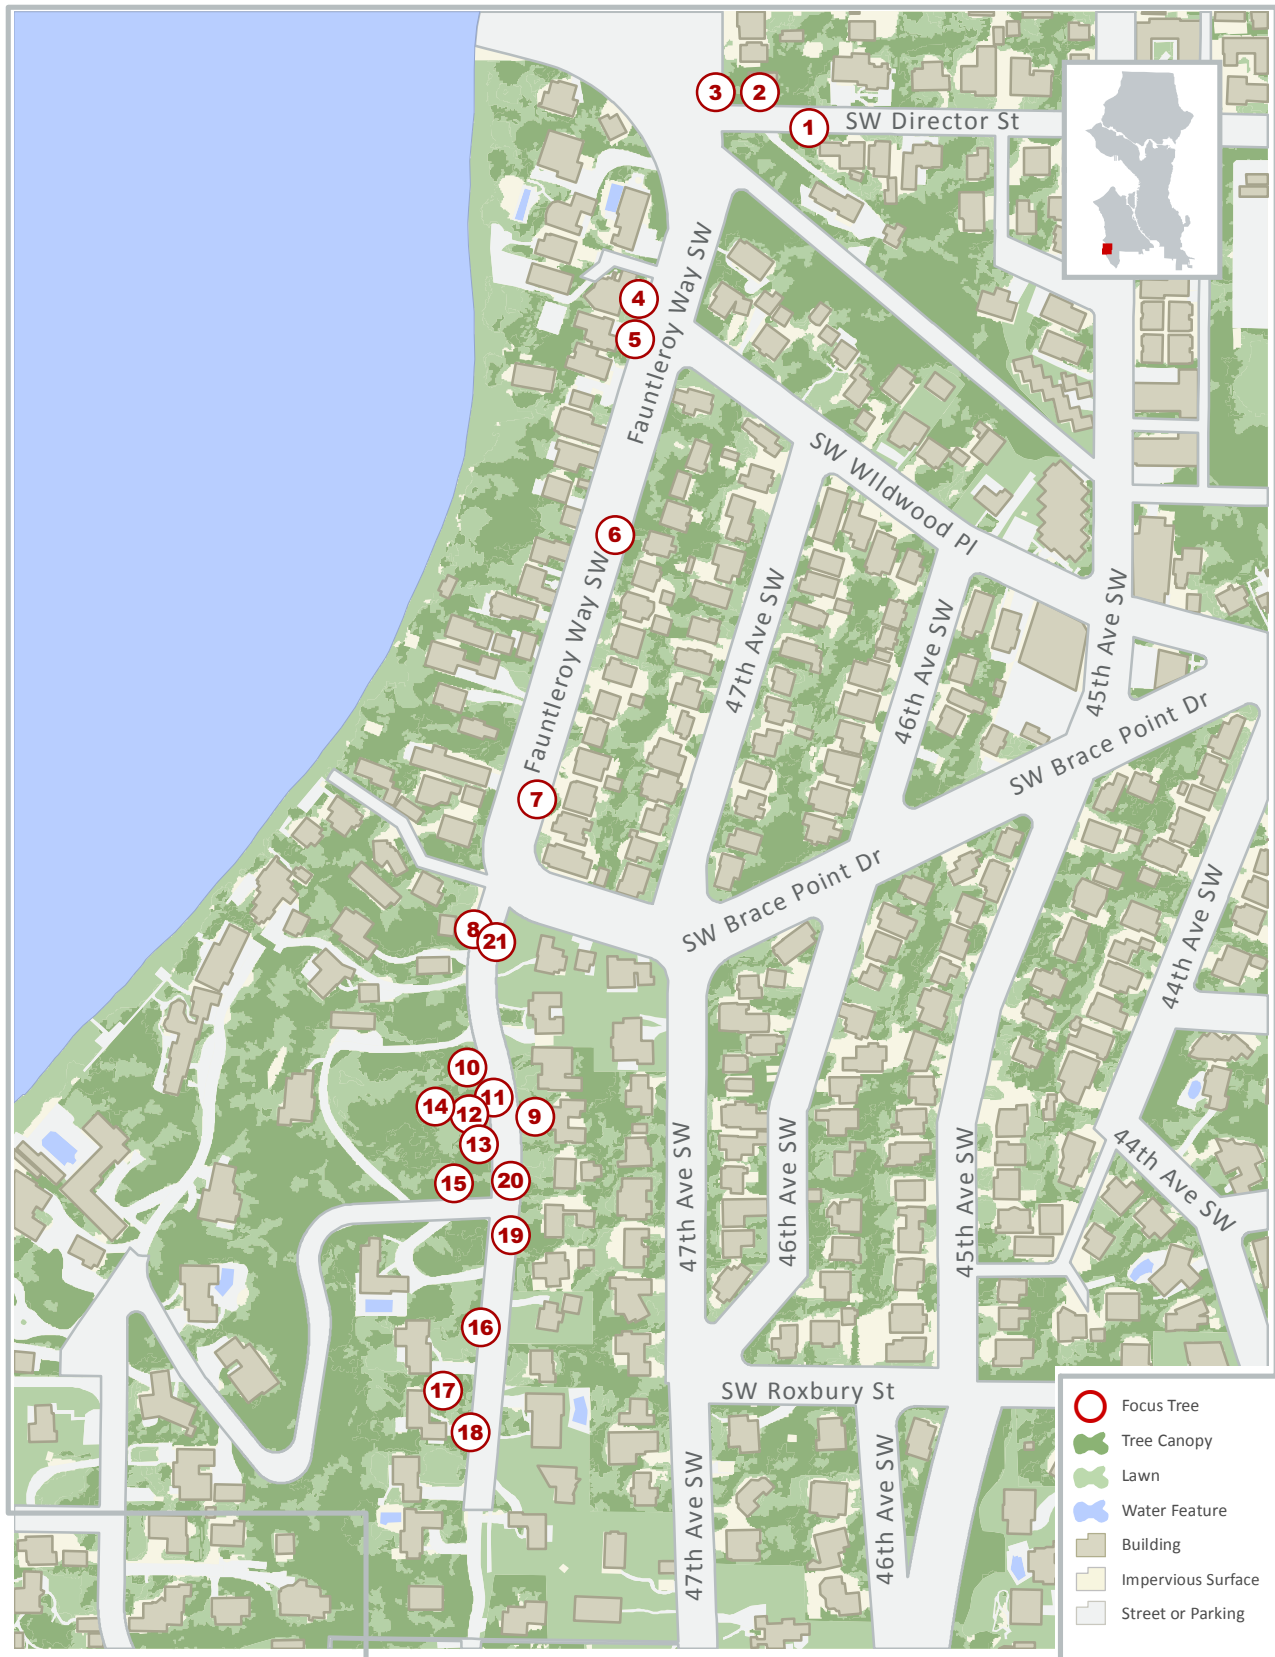 3
2
1
SW Director St
4
5
Fauntleroy Way SW
SW WIldwood Pl
6
Fauntleroy Way SW
47th Ave SW
46th Ave SW
45th Ave SW
SW Brace Point Dr
7
SW Brace Point Dr
44th Ave SW
8
21
10
11
14
12
9
13
15
20
19
47th Ave SW
46th Ave SW
45th Ave SW
44th Ave SW
16
17
18
SW Roxbury St
47th Ave SW
46th Ave SW
Focus Tree
Tree Canopy
Lawn
Water Feature
Building
Impervious Surface
Street or Parking